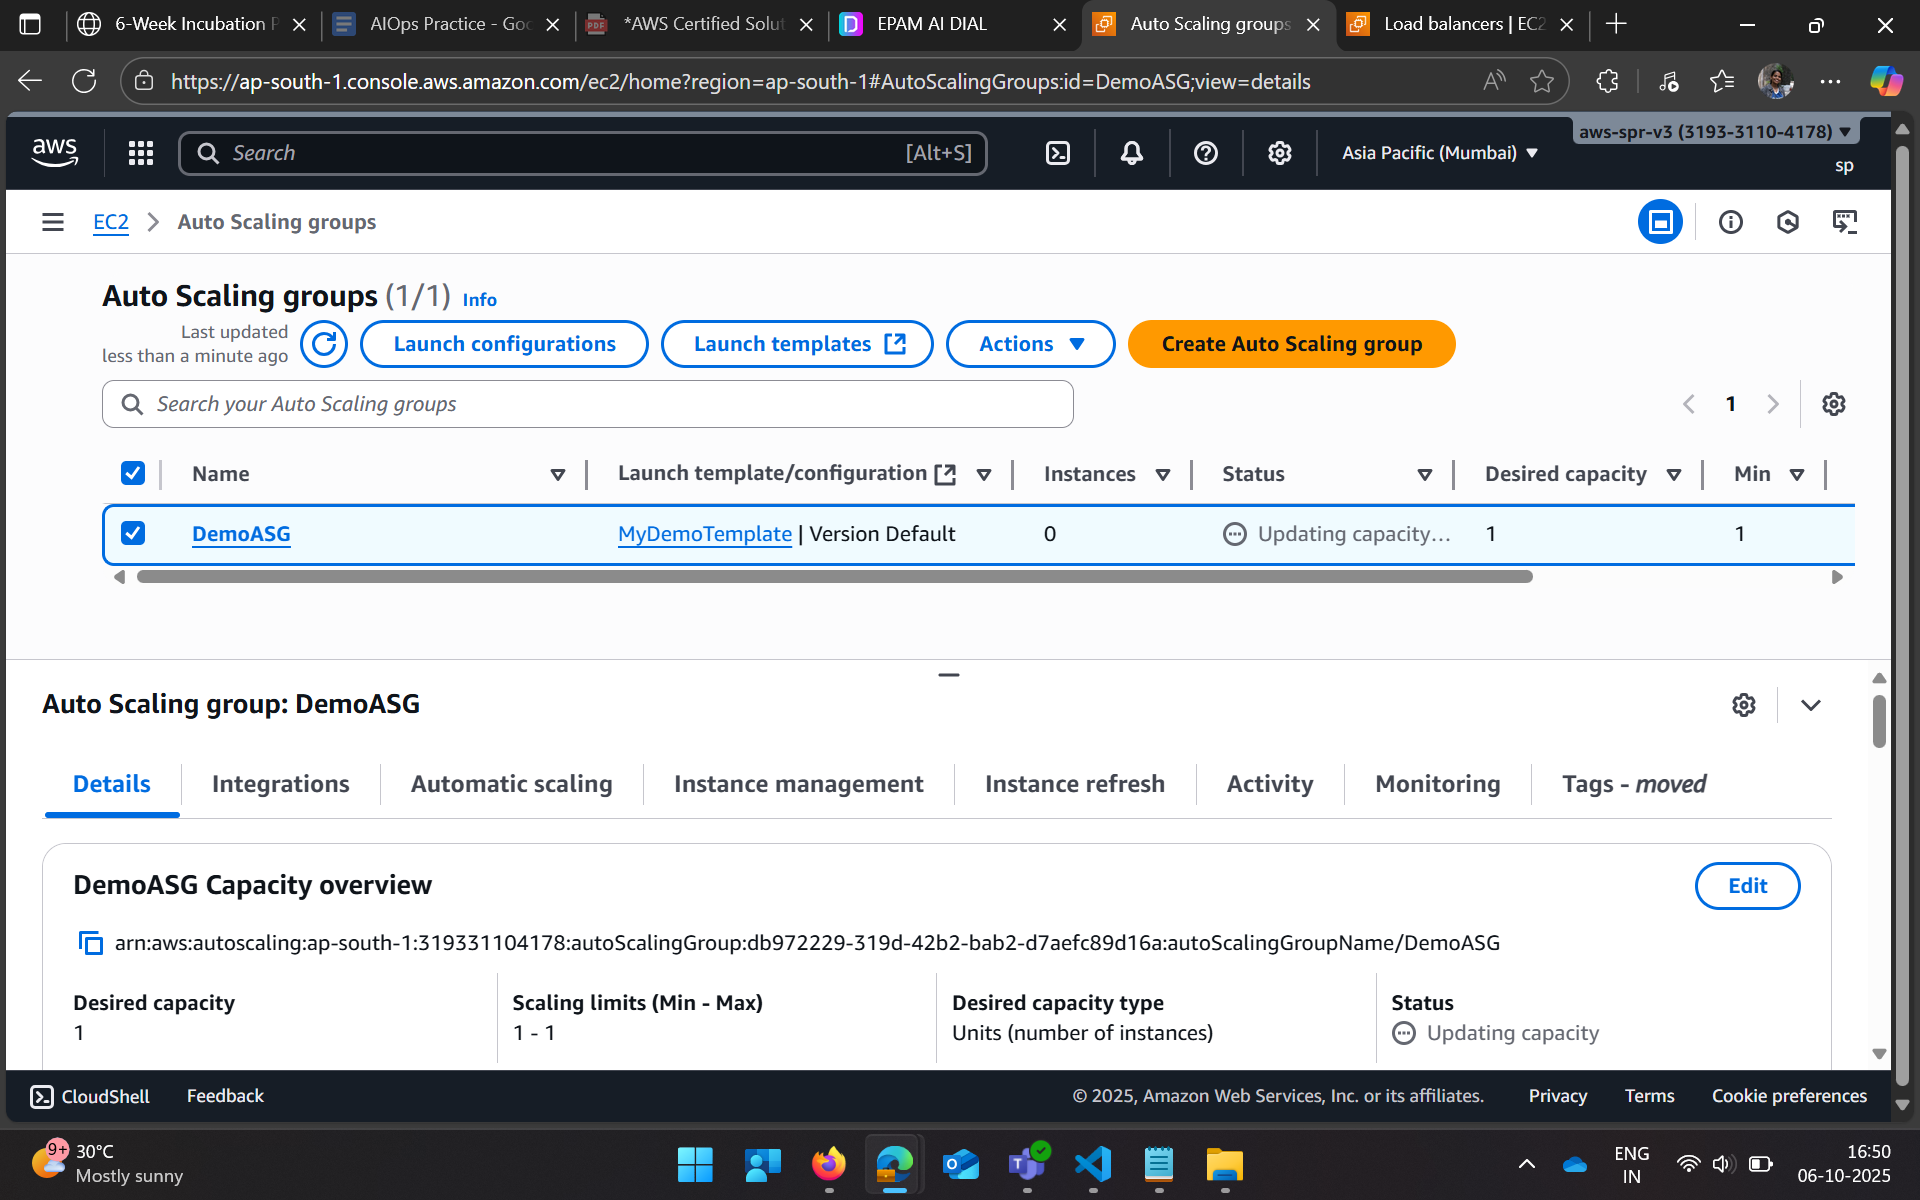 6-Week Incubation P
AIOps Practice - Goo
*AWS Certified Solut
EPAM AI DIAL
Auto Scaling groups
Load balancers | EC2
https://ap-south-1.console.aws.amazon.com/ec2/home?region=ap-south-1#AutoScalingGroups:id=DemoASG;view=details
aws
Search
[Alt+S]
Asia Pacific (Mumbai)
aws-spr-v3 (3193-3110-4178)
sp
EC2
Auto Scaling groups
Auto Scaling groups (1/1) Info
Last updated
less than a minute ago
Launch configurations
Launch templates
Actions
Create Auto Scaling group
Search your Auto Scaling groups
1
Name
Launch template/configuration
Instances
Status
Desired capacity
Min
DemoASG
MyDemoTemplate | Version Default
0
Updating capacity...
1
1
Auto Scaling group: DemoASG
Details
Integrations
Automatic scaling
Instance management
Instance refresh
Activity
Monitoring
Tags - moved
DemoASG Capacity overview
Edit
arn:aws:autoscaling:ap-south-1:319331104178:autoScalingGroup:db972229-319d-42b2-bab2-d7aefc89d16a:autoScalingGroupName/DemoASG
Desired capacity
1
Scaling limits (Min - Max)
1 - 1
Desired capacity type
Units (number of instances)
Status
Updating capacity
CloudShell
Feedback
© 2025, Amazon Web Services, Inc. or its affiliates.
Privacy
Terms
Cookie preferences
9+
30°C
Mostly sunny
ENG
IN
16:50
06-10-2025